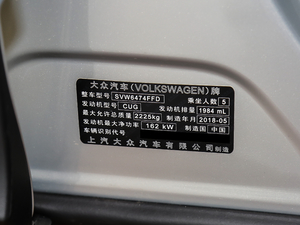 大众汽车(VOLKSWAGEN)牌
整车型号 SVW6474FFD 乘坐人数 5
发动机型号 CUG 发动机排量 1984 mL
最大允许总质量 2225kg 制造年月 2018-05
发动机最大净功率 162 kW 制造国 中国
车辆识别代号
上汽大众汽车有限公司 制造